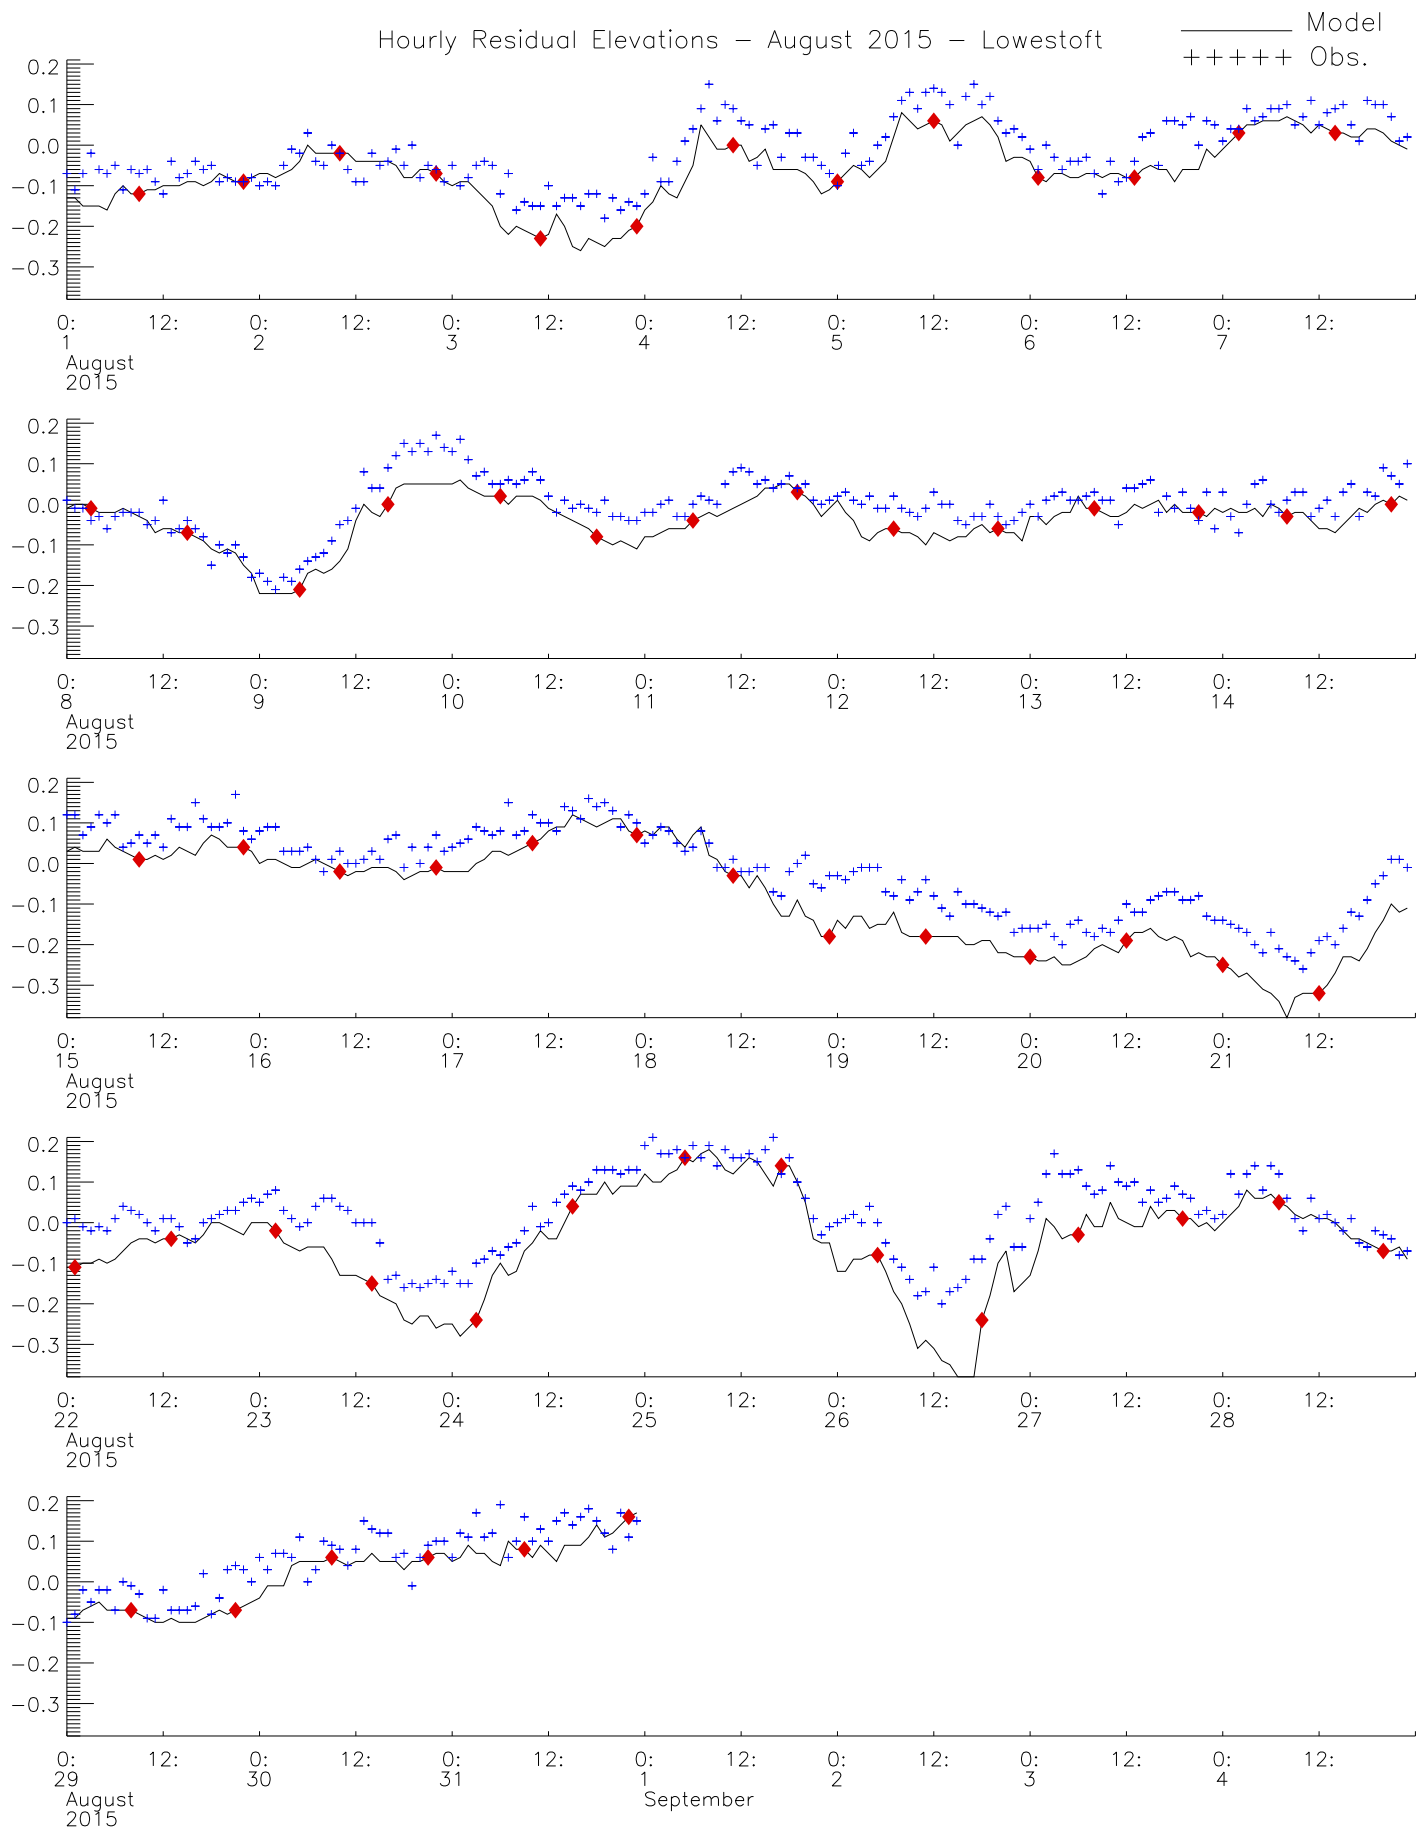 Hourly Residual Elevations – August 2015 – Lowestoft
Model
+++++ Obs.
0.2
0.1
0.0
−0.1
−0.2
−0.3
0: 12: 0: 12: 0: 12: 0: 12: 0: 12: 0: 12: 0: 12:
1 2 3 4 5 6 7
August
2015
0.2
0.1
0.0
−0.1
−0.2
−0.3
0: 12: 0: 12: 0: 12: 0: 12: 0: 12: 0: 12: 0: 12:
8 9 10 11 12 13 14
August
2015
0.2
0.1
0.0
−0.1
−0.2
−0.3
0: 12: 0: 12: 0: 12: 0: 12: 0: 12: 0: 12: 0: 12:
15 16 17 18 19 20 21
August
2015
0.2
0.1
0.0
−0.1
−0.2
−0.3
0: 12: 0: 12: 0: 12: 0: 12: 0: 12: 0: 12: 0: 12:
22 23 24 25 26 27 28
August
2015
0.2
0.1
0.0
−0.1
−0.2
−0.3
0: 12: 0: 12: 0: 12: 0: 12: 0: 12: 0: 12: 0: 12:
29 30 31 1 2 3 4
August September
2015